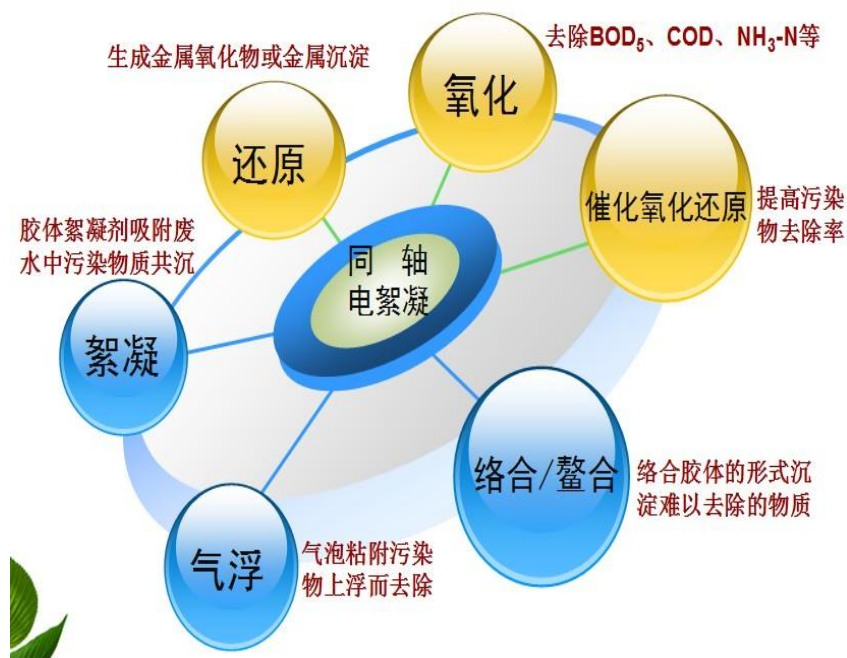 去除BOD₅、COD、NH₃-N等
生成金属氧化物或金属沉淀
氧化
还原
催化氧化还原
提高污染
物去除率
胶体絮凝剂吸附废
水中污染物质共沉
同 轴
电絮凝
絮凝
络合/螯合
络合胶体的形式沉
淀难以去除的物质
气浮
气泡粘附污染
物上浮而去除